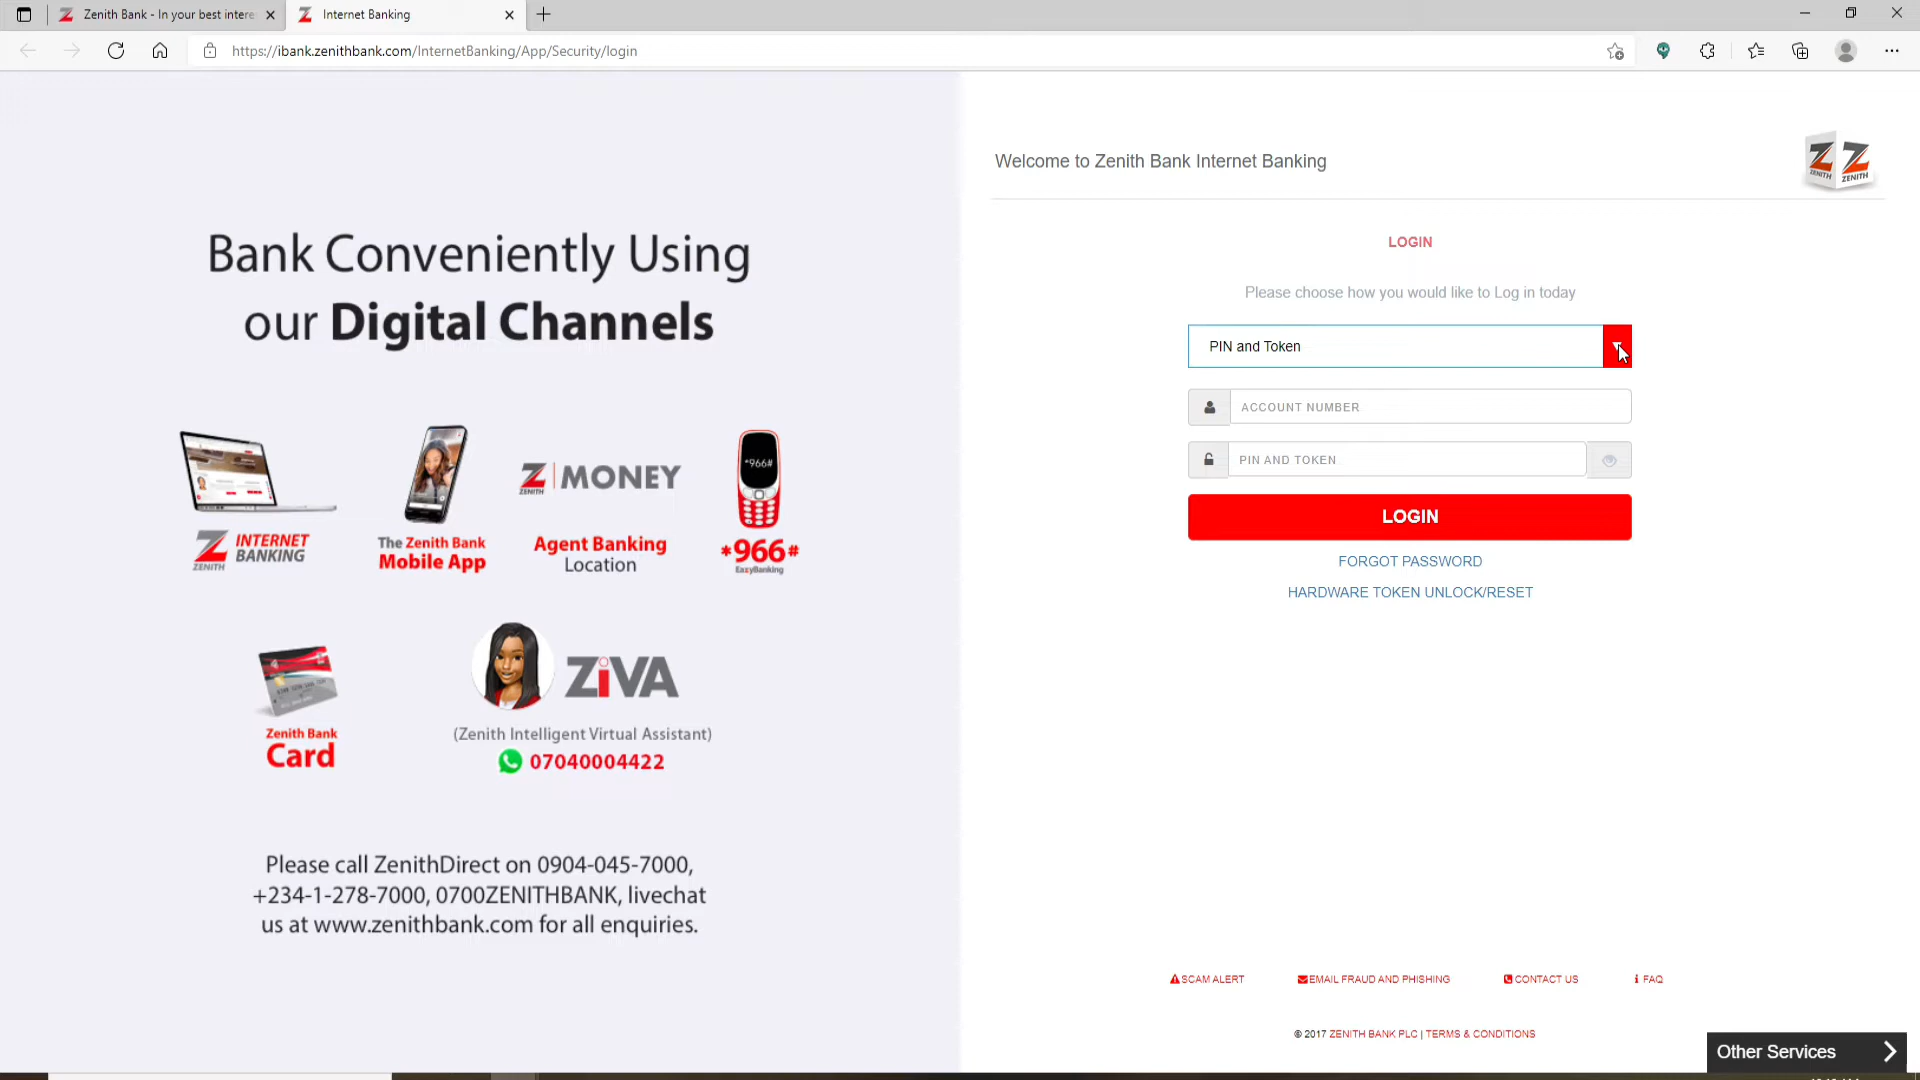 Zenith Bank - In your best intere
Internet Banking
https://ibank.zenithbank.com/InternetBanking/App/Security/login
Bank Conveniently Using
our Digital Channels
ZENITH
INTERNET
BANKING
The Zenith Bank
Mobile App
ZENITH
MONEY
Agent Banking
Location
*966#
*966#
EazyBanking
Zenith Bank
Card
ZiVA
(Zenith Intelligent Virtual Assistant)
07040004422
Please call ZenithDirect on 0904-045-7000,
+234-1-278-7000, 0700ZENITHBANK, livechat
us at www.zenithbank.com for all enquiries.
Welcome to Zenith Bank Internet Banking
ZENITH
ZENITH
LOGIN
Please choose how you would like to Log in today
PIN and Token
ACCOUNT NUMBER
PIN AND TOKEN
LOGIN
FORGOT PASSWORD
HARDWARE TOKEN UNLOCK/RESET
SCAM ALERT
EMAIL FRAUD AND PHISHING
CONTACT US
FAQ
© 2017 ZENITH BANK PLC | TERMS & CONDITIONS
Other Services